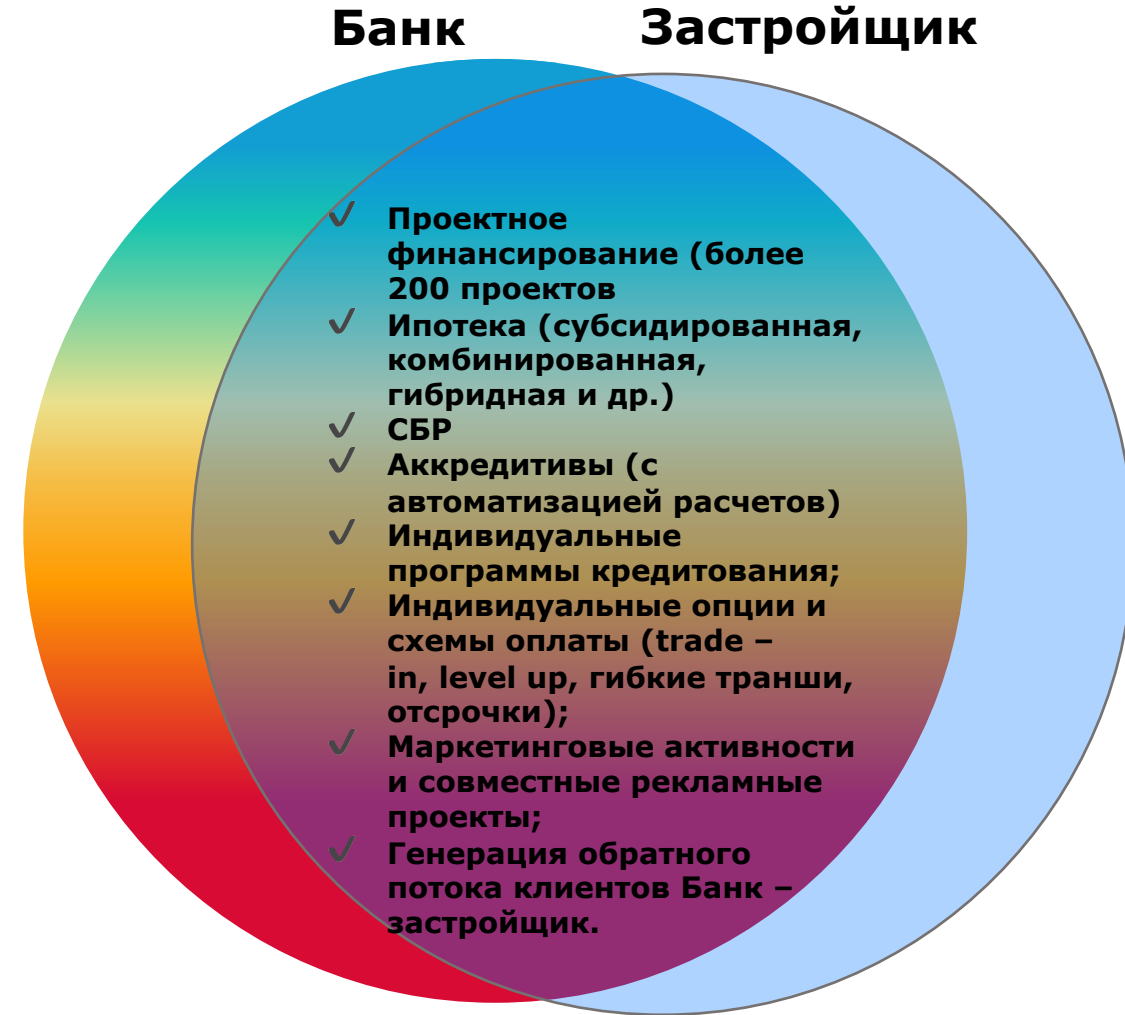 Банк Застройщик
✓ Проектное
финансирование (более
200 проектов
✓ Ипотека (субсидированная,
комбинированная,
гибридная и др.)
✓ СБР
✓ Аккредитивы (с
автоматизацией расчетов)
✓ Индивидуальные
программы кредитования;
✓ Индивидуальные опции и
схемы оплаты (trade –
in, level up, гибкие транши,
отсрочки);
✓ Маркетинговые активности
и совместные рекламные
проекты;
✓ Генерация обратного
потока клиентов Банк –
застройщик.